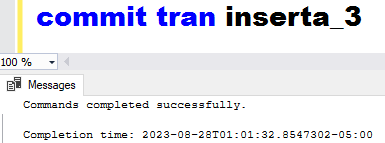 commit tran inserta_3
100 %
Messages
Commands completed successfully.
Completion time: 2023-08-28T01:01:32.8547302-05:00